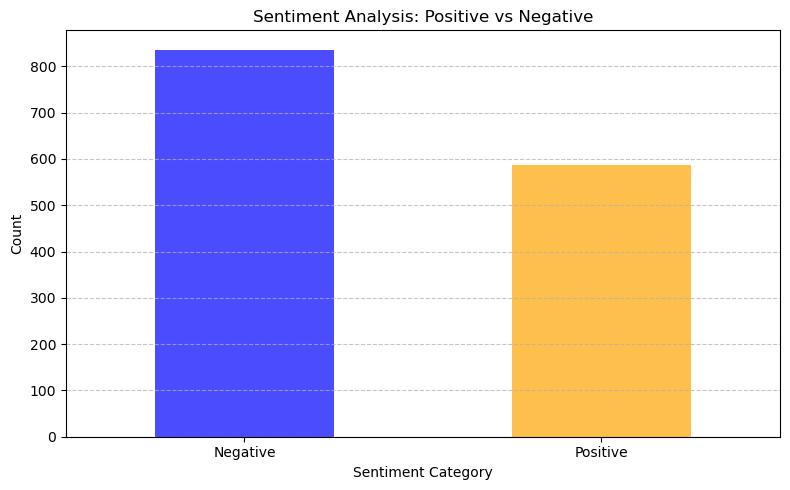 Sentiment Analysis: Positive vs Negative
800
700
600
500
400
300
200
100
0
Count
Negative
Positive
Sentiment Category